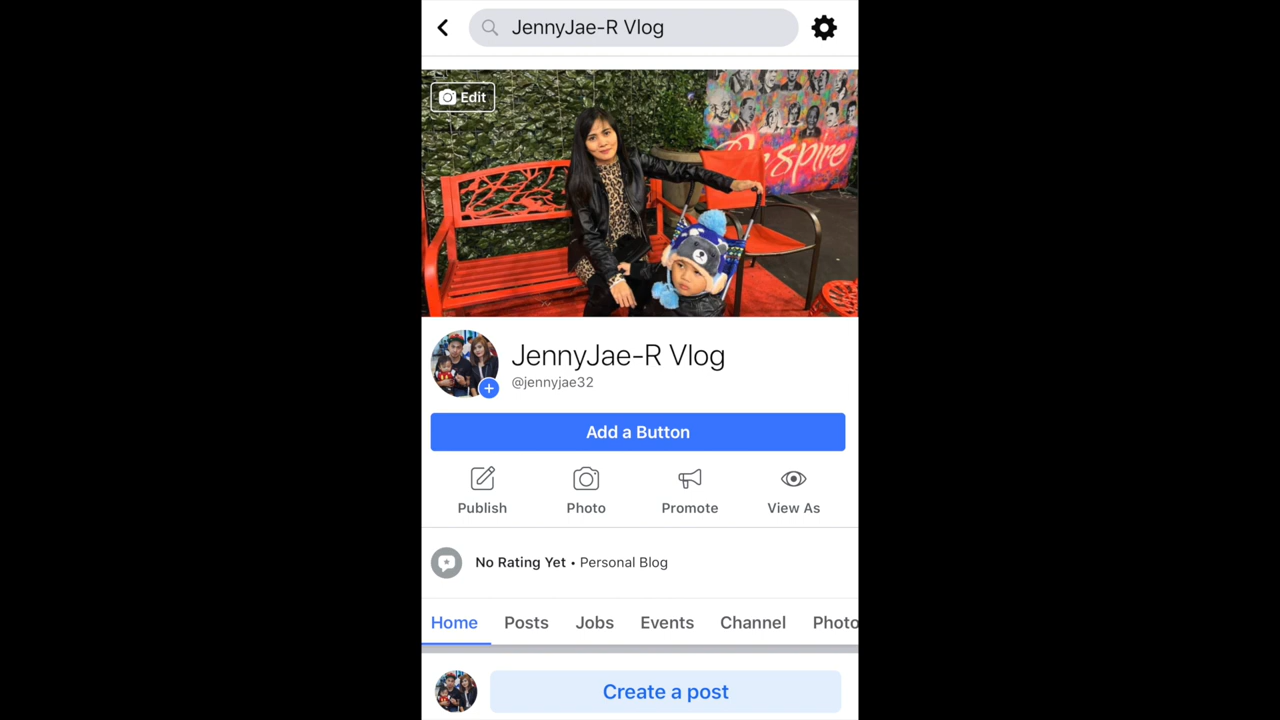 JennyJae-R Vlog
Edit
JennyJae-R Vlog
@jennyjae32
Add a Button
Publish Photo Promote View As
No Rating Yet • Personal Blog
Home Posts Jobs Events Channel Photo
Create a post